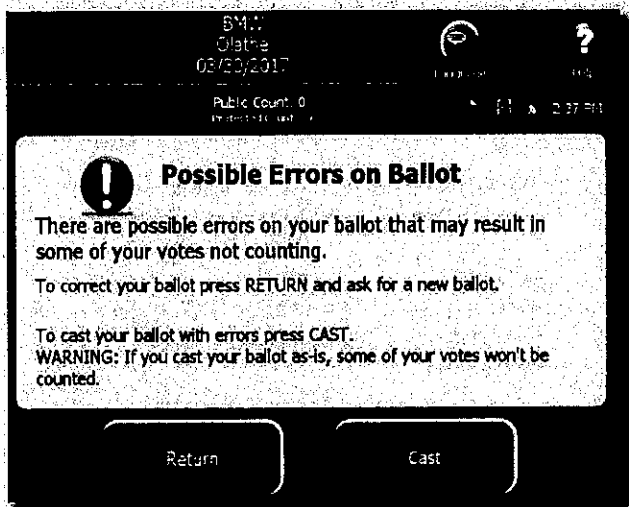 Olathe
03/30/2017
Public Count: 0
2:37 PM
Possible Errors on Ballot
There are possible errors on your ballot that may result in
some of your votes not counting.
To correct your ballot press RETURN and ask for a new ballot.
To cast your ballot with errors press CAST.
WARNING: If you cast your ballot as-is, some of your votes won't be
counted.
Return
Cast